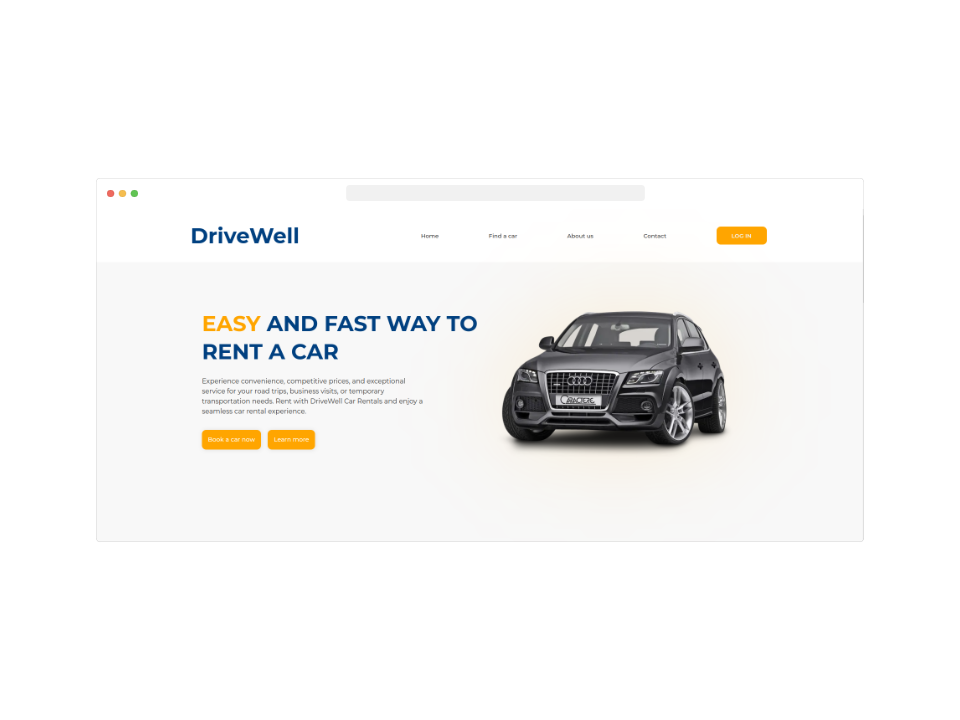 DriveWell
Home
Find a car
About us
Contact
LOG IN
EASY AND FAST WAY TO
RENT A CAR
Experience convenience, competitive prices, and exceptional
service for your road trips, business visits, or temporary
transportation needs. Rent with DriveWell Car Rentals and enjoy a
seamless car rental experience.
Book a car now
Learn more